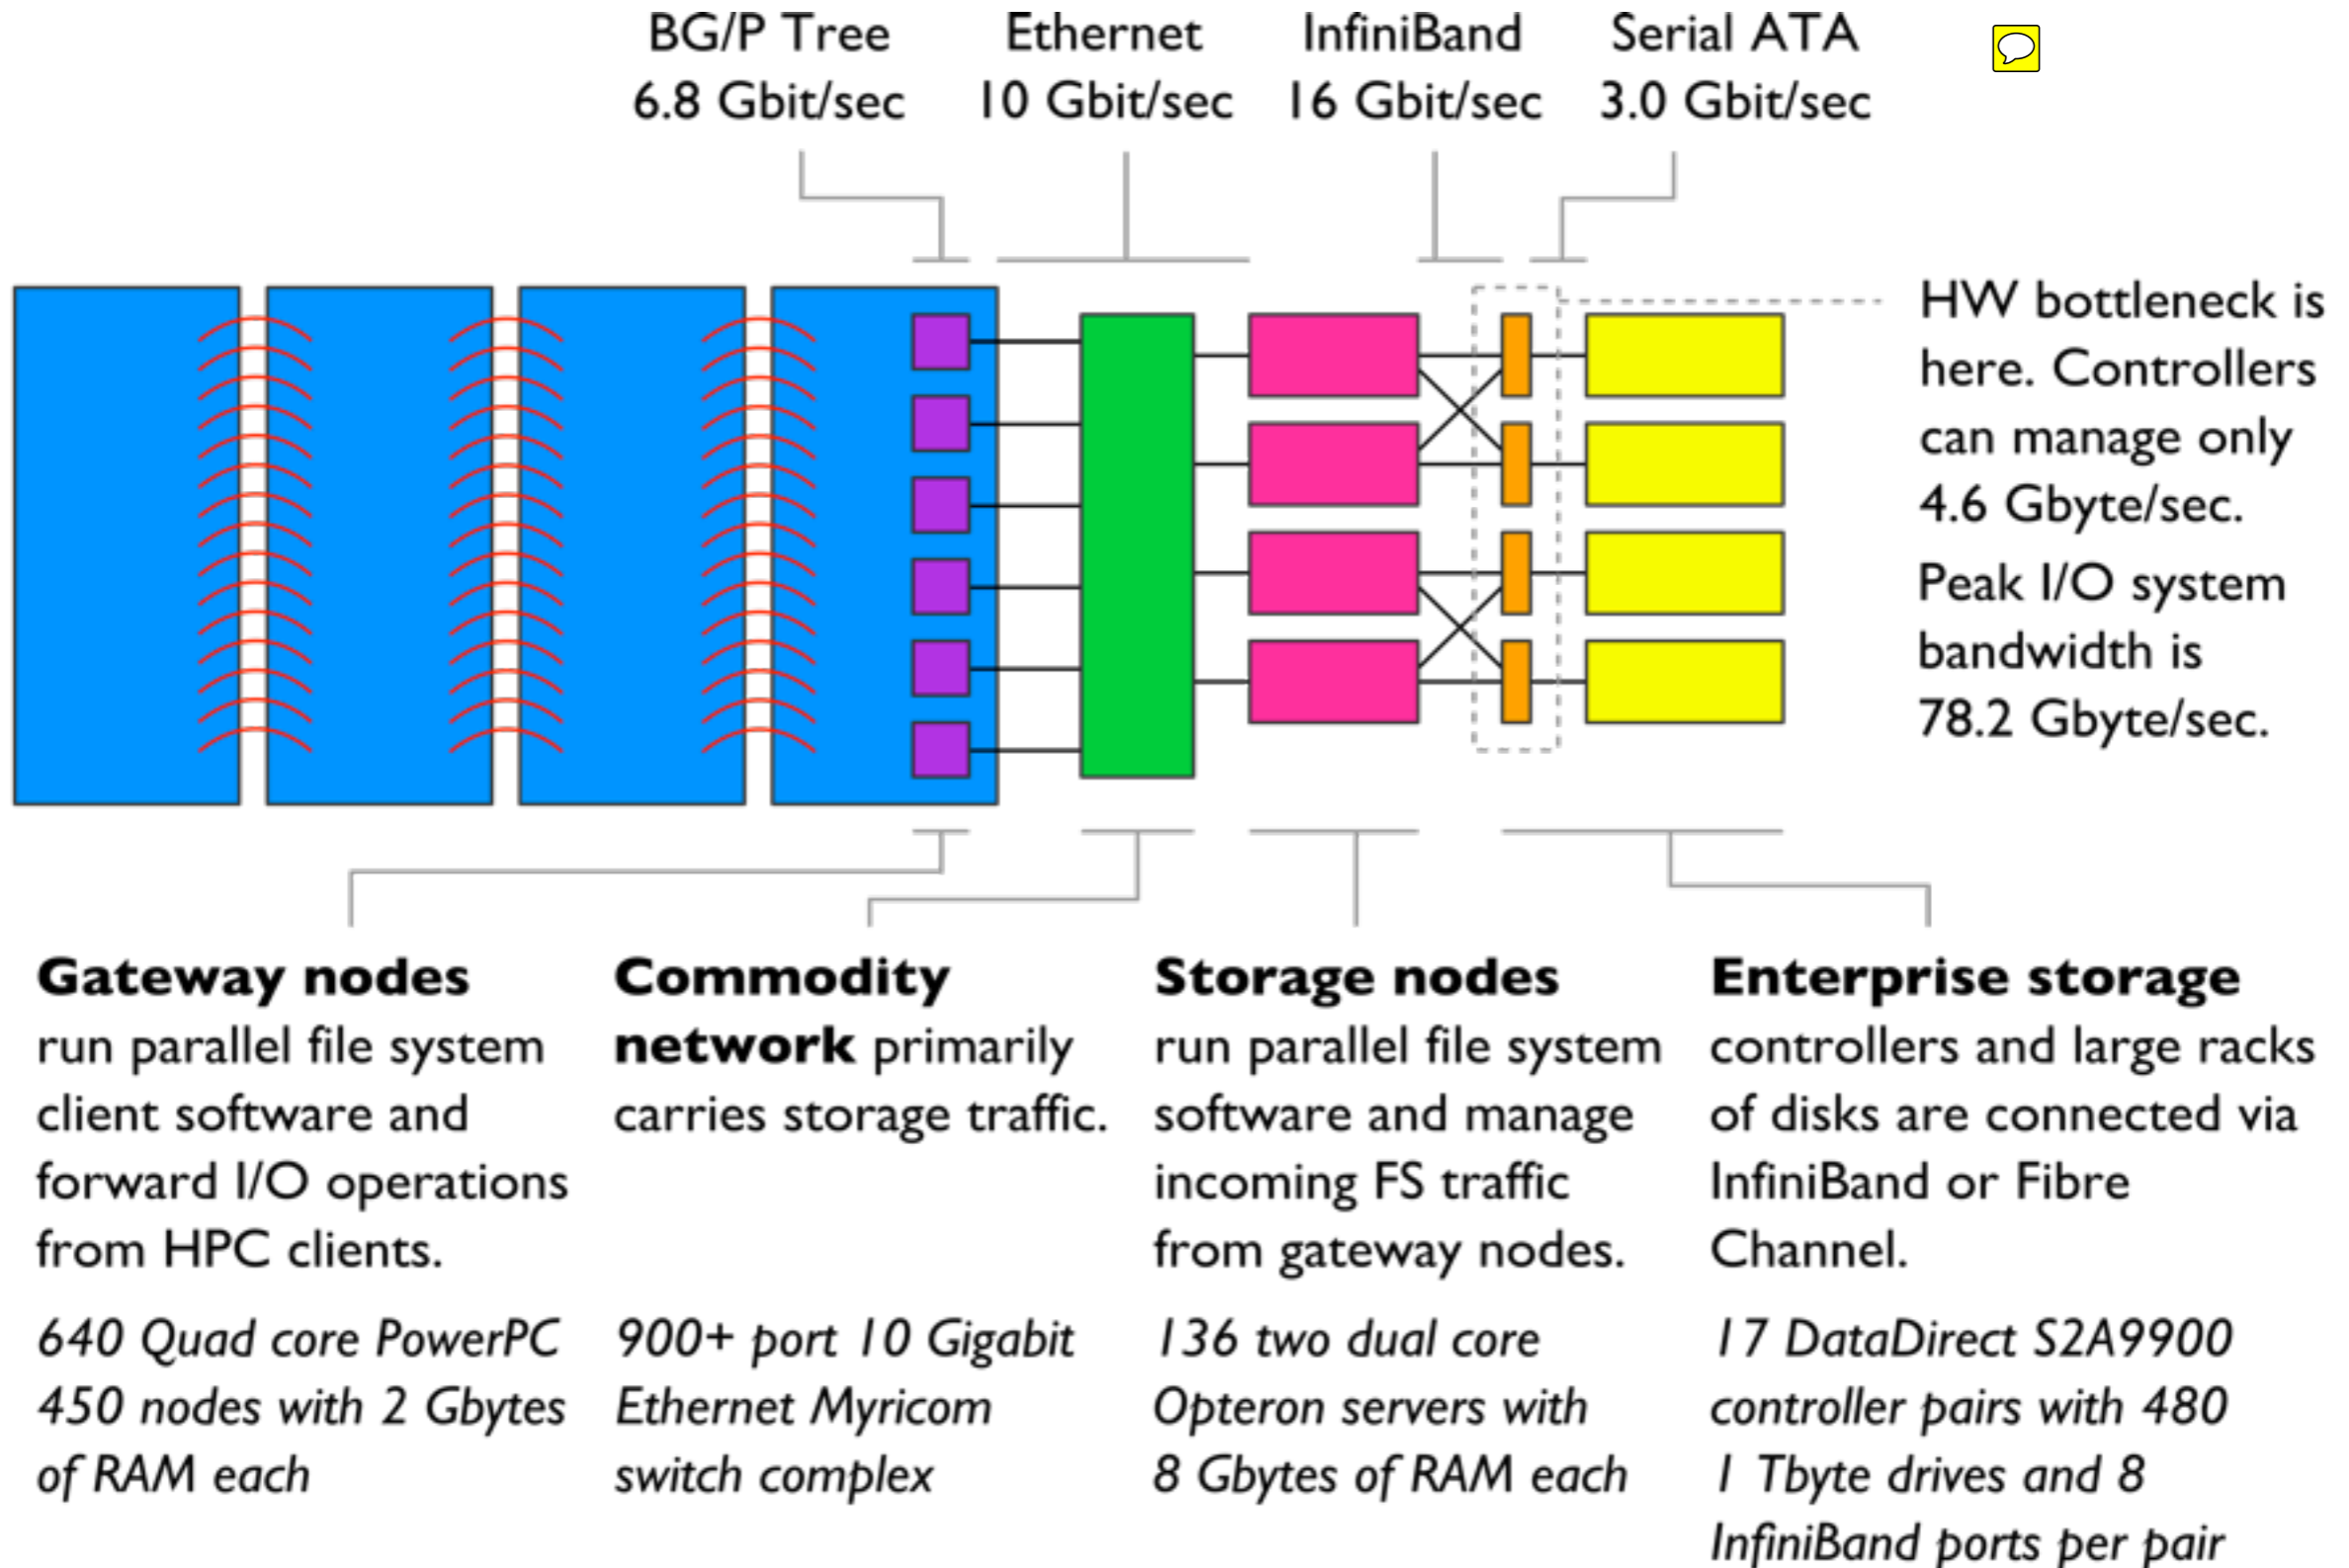 BG/P Tree
6.8 Gbit/sec
Ethernet
10 Gbit/sec
InfiniBand
16 Gbit/sec
Serial ATA
3.0 Gbit/sec
HW bottleneck is
here. Controllers
can manage only
4.6 Gbyte/sec.
Peak I/O system
bandwidth is
78.2 Gbyte/sec.
Gateway nodes
run parallel file system
client software and
forward I/O operations
from HPC clients.
640 Quad core PowerPC
450 nodes with 2 Gbytes
of RAM each
Commodity
network primarily
carries storage traffic.
900+ port 10 Gigabit
Ethernet Myricom
switch complex
Storage nodes
run parallel file system
software and manage
incoming FS traffic
from gateway nodes.
136 two dual core
Opteron servers with
8 Gbytes of RAM each
Enterprise storage
controllers and large racks
of disks are connected via
InfiniBand or Fibre
Channel.
17 DataDirect S2A9900
controller pairs with 480
1 Tbyte drives and 8
InfiniBand ports per pair